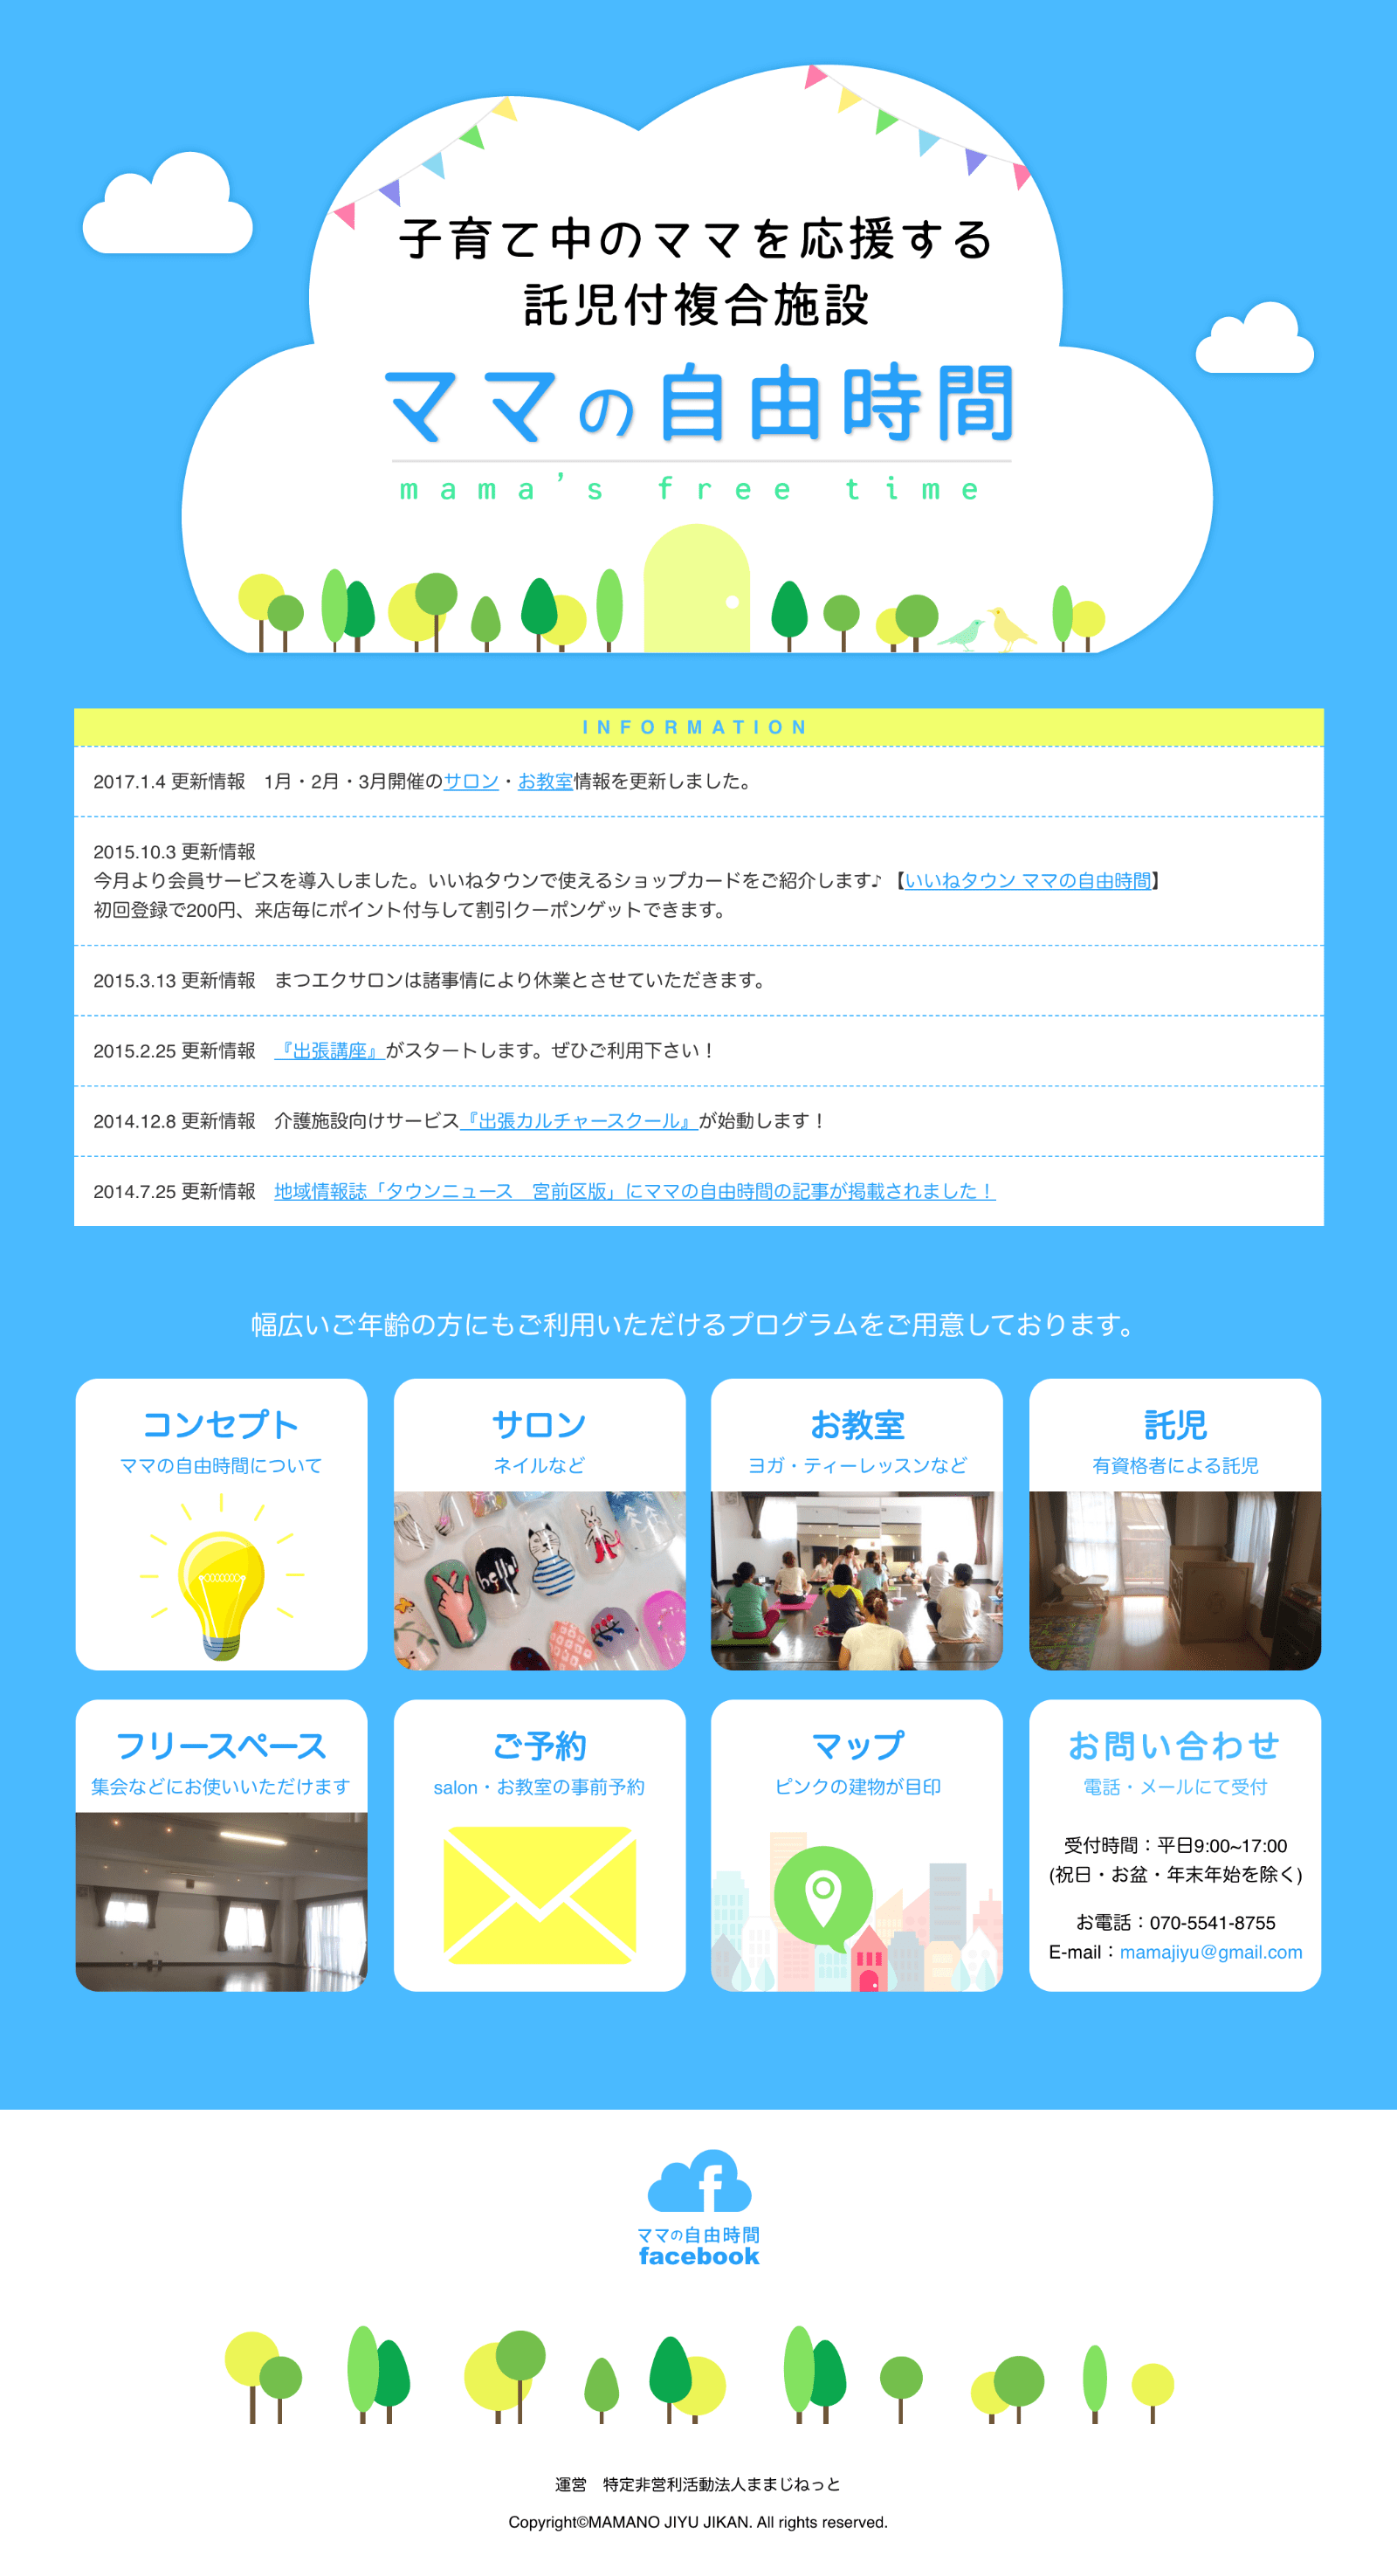 子育て中のママを応援する
託児付複合施設
ママの自由時間
mama's free time
INFORMATION
2017.1.4 更新情報　1月・2月・3月開催のサロン・お教室情報を更新しました。
2015.10.3 更新情報
今月より会員サービスを導入しました。いいねタウンで使えるショップカードをご紹介します♪ 【いいねタウン ママの自由時間】
初回登録で200円、来店毎にポイント付与して割引クーポンゲットできます。
2015.3.13 更新情報　まつエクサロンは諸事情により休業とさせていただきます。
2015.2.25 更新情報　『出張講座』がスタートします。ぜひご利用下さい！
2014.12.8 更新情報　介護施設向けサービス『出張カルチャースクール』が始動します！
2014.7.25 更新情報　地域情報誌「タウンニュース　宮前区版」にママの自由時間の記事が掲載されました！
幅広いご年齢の方にもご利用いただけるプログラムをご用意しております。
コンセプト
ママの自由時間について
サロン
ネイルなど
hello!
お教室
ヨガ・ティーレッスンなど
託児
有資格者による託児
フリースペース
集会などにお使いいただけます
ご予約
salon・お教室の事前予約
マップ
ピンクの建物が目印
お問い合わせ
電話・メールにて受付
受付時間：平日9:00~17:00
(祝日・お盆・年末年始を除く)
お電話：070-5541-8755
E-mail：mamajiyu@gmail.com
f
ママの自由時間
facebook
運営　特定非営利活動法人ままじねっと
Copyright©MAMANO JIYU JIKAN. All rights reserved.